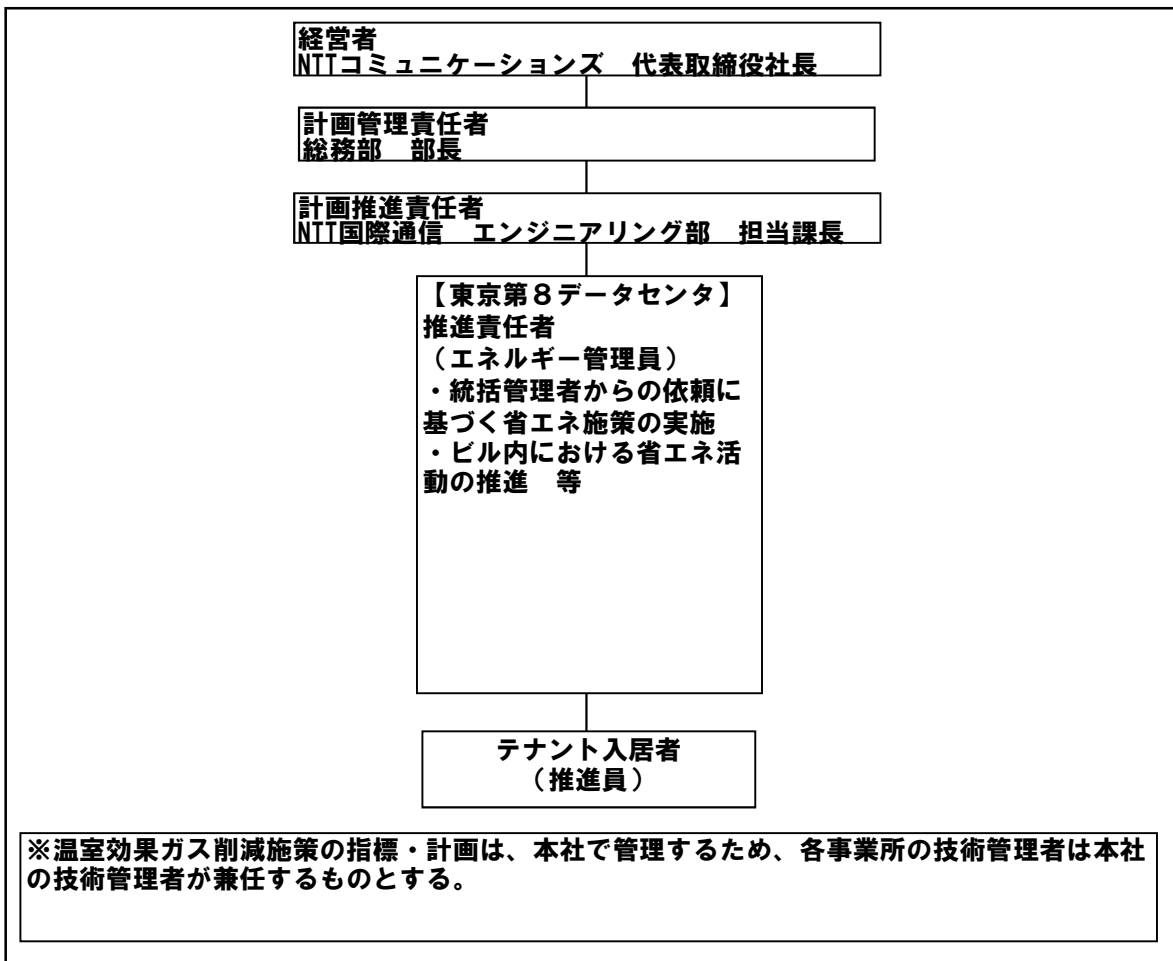 経営者
NTTコミュニケーションズ　代表取締役社長
計画管理責任者
総務部　部長
計画推進責任者
NTT国際通信　エンジニアリング部　担当課長
【東京第８データセンタ】
推進責任者
（エネルギー管理員）
・統括管理者からの依頼に
基づく省エネ施策の実施
・ビル内における省エネ活
動の推進　等
テナント入居者
（推進員）
※温室効果ガス削減施策の指標・計画は、本社で管理するため、各事業所の技術管理者は本社
の技術管理者が兼任するものとする。